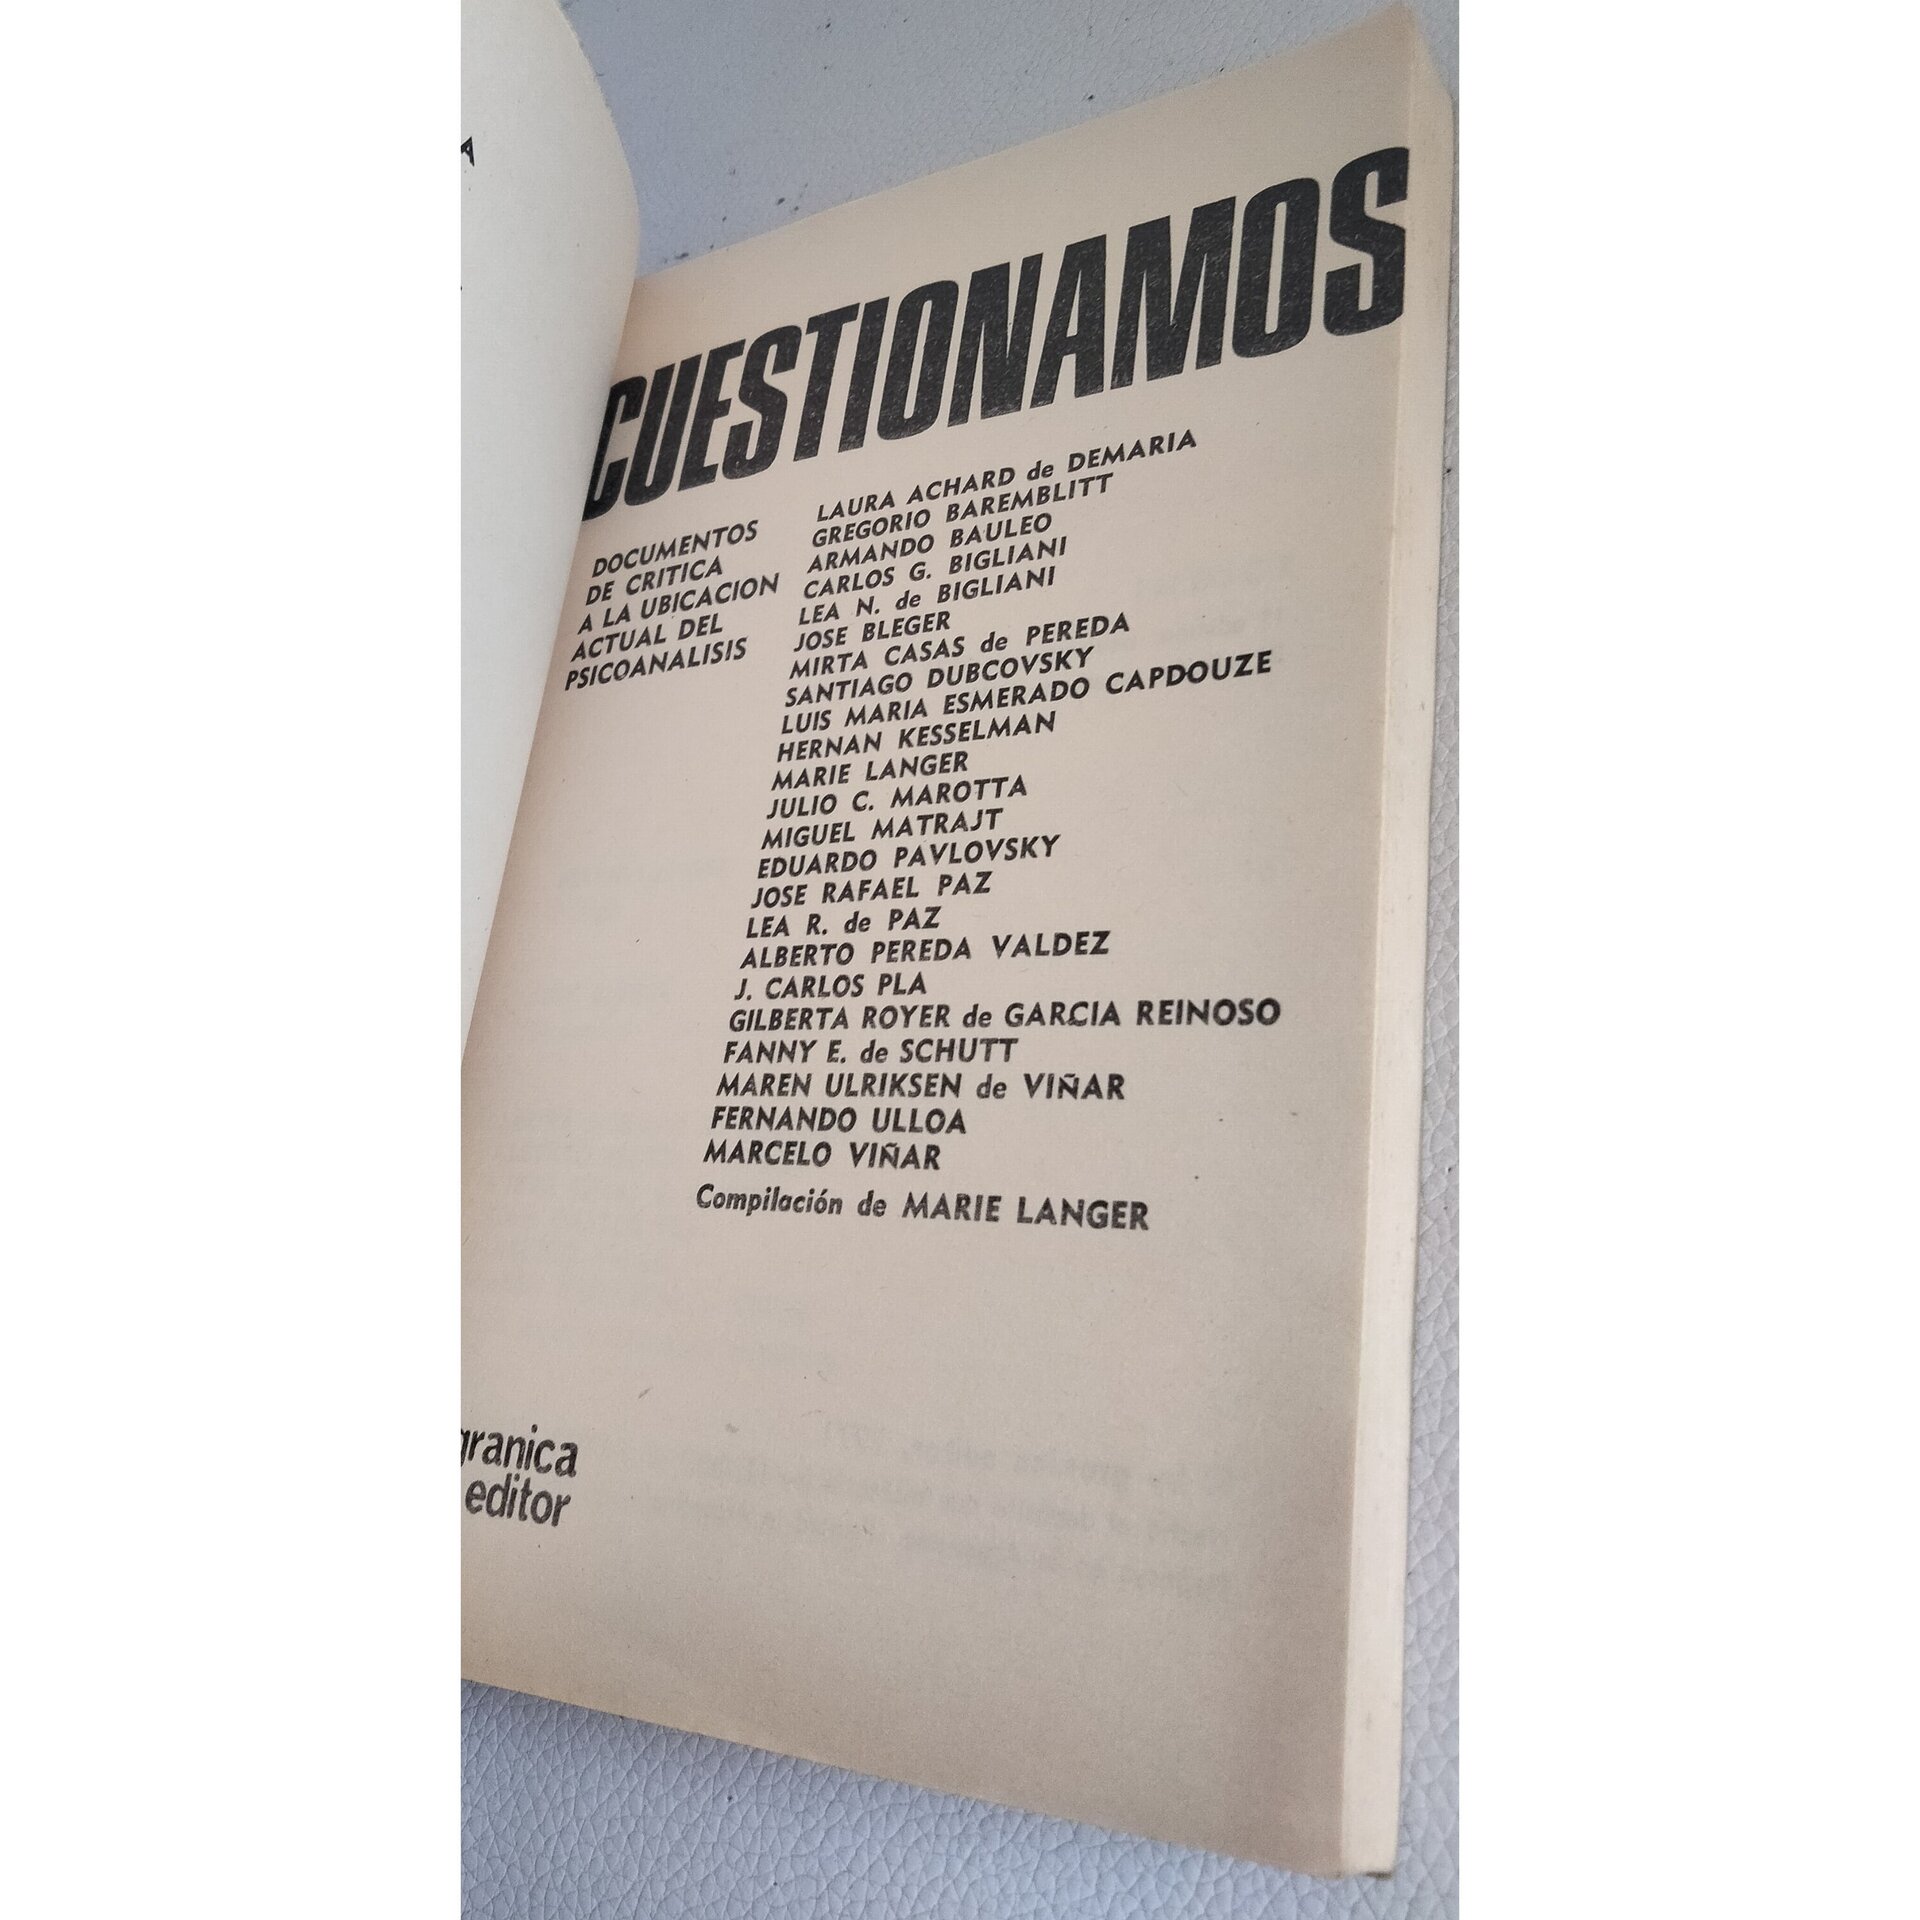 CUESTIONAMOS
DOCUMENTOS
DE CRITICA
A LA UBICACION
ACTUAL DEL
PSICOANALISIS
LAURA ACHARD de DEMARIA
GREGORIO BAREMBLITT
ARMANDO BAULEO
CARLOS G. BIGLIANI
LEA N. de BIGLIANI
JOSE BLEGER
MIRTA CASAS de PEREDA
SANTIAGO DUBCOVSKY
LUIS MARIA ESMERADO CAPDOUZE
HERNAN KESSELMAN
MARIE LANGER
JULIO C. MAROTTA
MIGUEL MATRAJT
EDUARDO PAVLOVSKY
JOSE RAFAEL PAZ
LEA R. de PAZ
ALBERTO PEREDA VALDEZ
J. CARLOS PLA
GILBERTA ROYER de GARCIA REINOSO
FANNY E. de SCHUTT
MAREN ULRIKSEN de VIÑAR
FERNANDO ULLOA
MARCELO VIÑAR
Compilación de MARIE LANGER
granica
editor